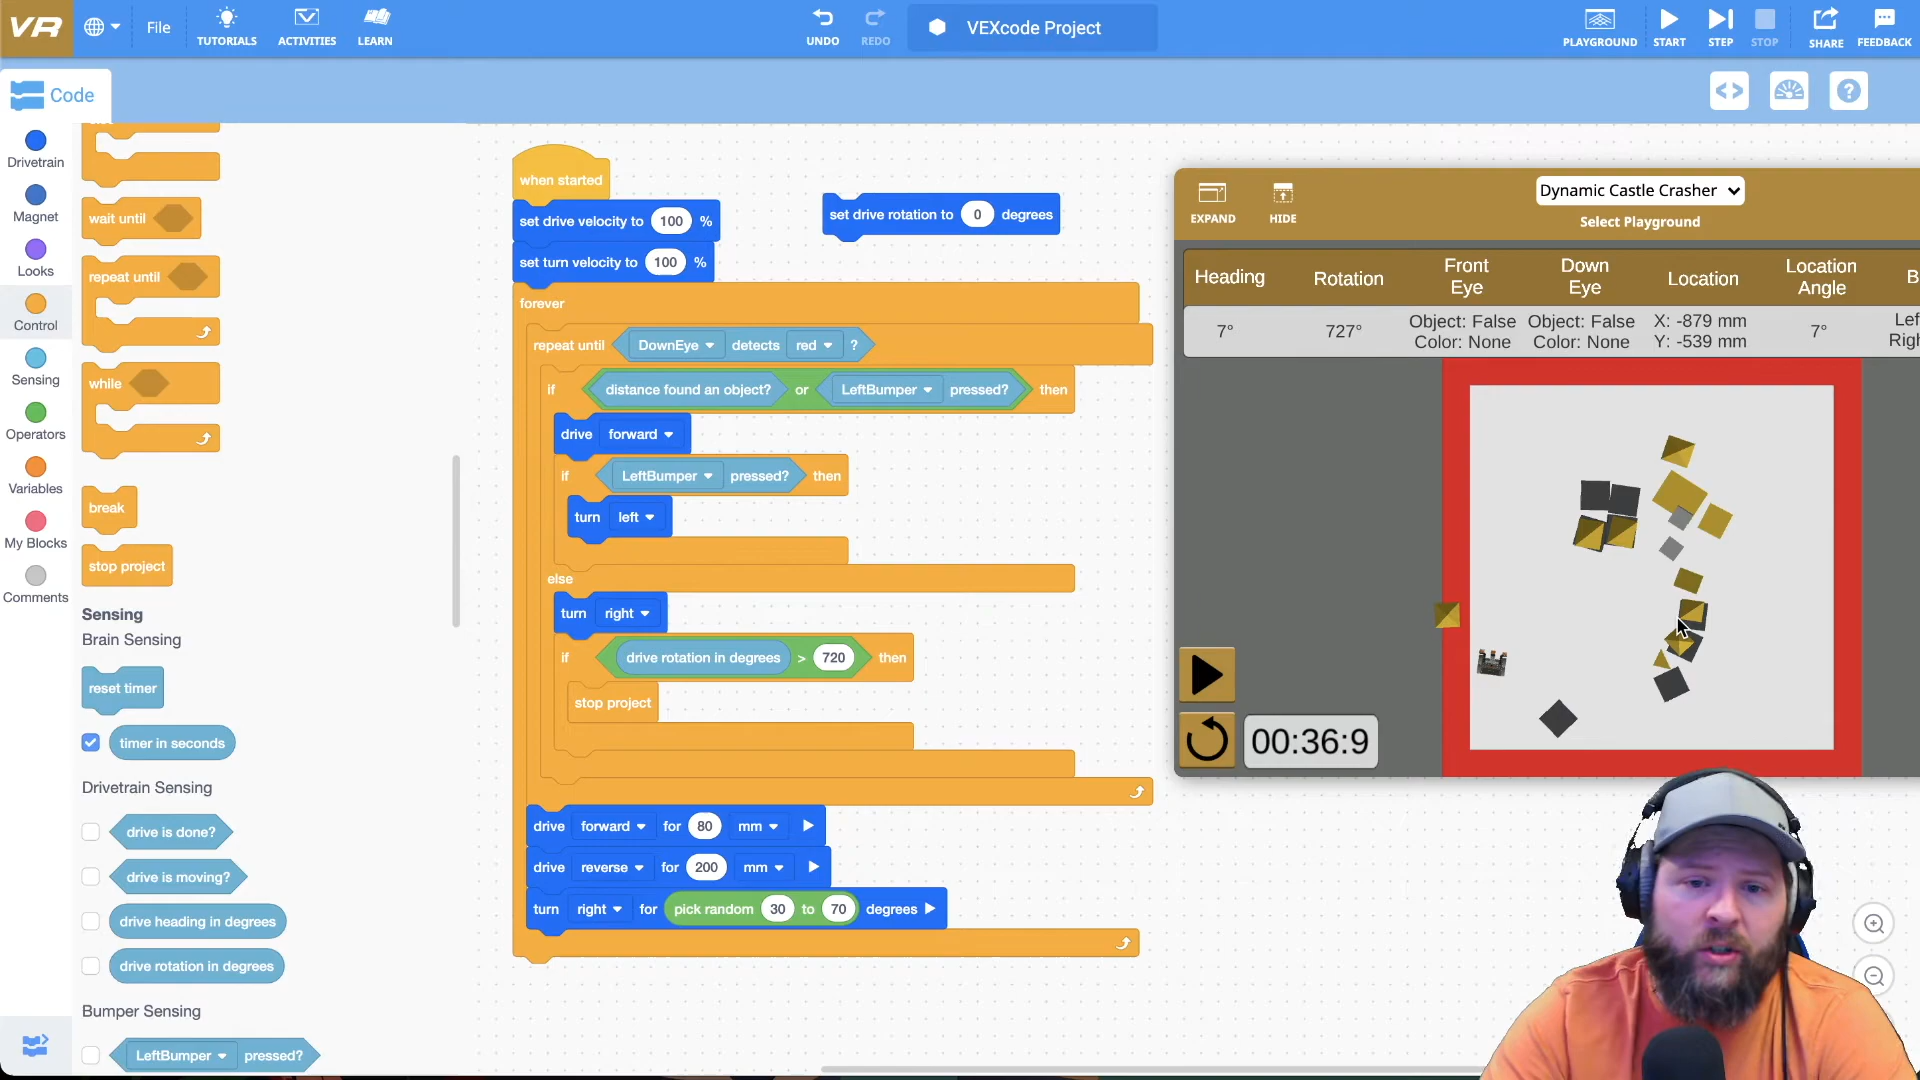 VR
File
TUTORIALS
ACTIVITIES
LEARN
UNDO
REDO
VEXcode Project
PLAYGROUND
START
STEP
STOP
SHARE
FEEDBACK
Code
Drivetrain
Magnet
Looks
Control
Sensing
Operators
Variables
My Blocks
Comments
wait until
repeat until
while
break
stop project
Sensing
Brain Sensing
reset timer
timer in seconds
Drivetrain Sensing
drive is done?
drive is moving?
drive heading in degrees
drive rotation in degrees
Bumper Sensing
LeftBumper pressed?
when started
set drive velocity to 100 %
set turn velocity to 100 %
set drive rotation to 0 degrees
forever
repeat until DownEye detects red ?
if distance found an object? or LeftBumper pressed? then
drive forward
if LeftBumper pressed? then
turn left
else
turn right
if drive rotation in degrees > 720 then
stop project
drive forward for 80 mm
drive reverse for 200 mm
turn right for pick random 30 to 70 degrees
EXPAND
HIDE
Dynamic Castle Crasher
Select Playground
Heading
Rotation
Front Eye
Down Eye
Location
Location Angle
B
7°
727°
Object: False
Color: None
Object: False
Color: None
X: -879 mm
Y: -539 mm
7°
Lef
Righ
00:36:9